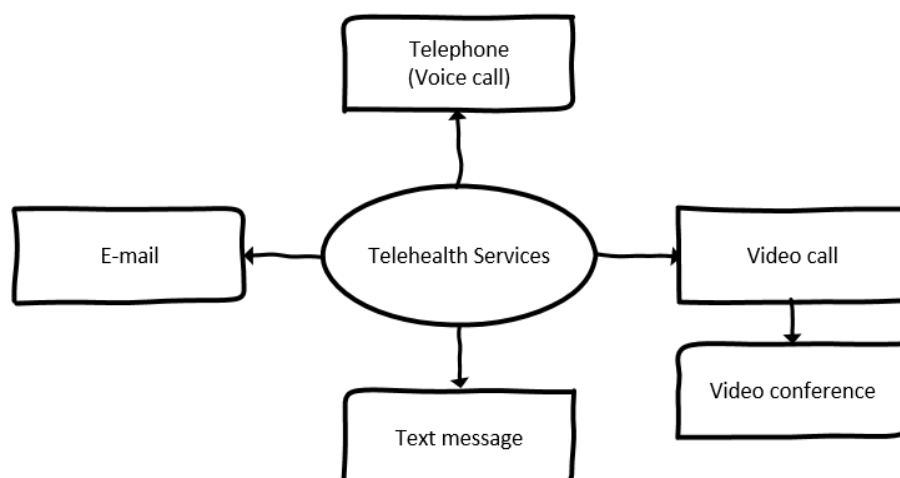 Telephone
(Voice call)
E-mail
Telehealth Services
Video call
Video conference
Text message